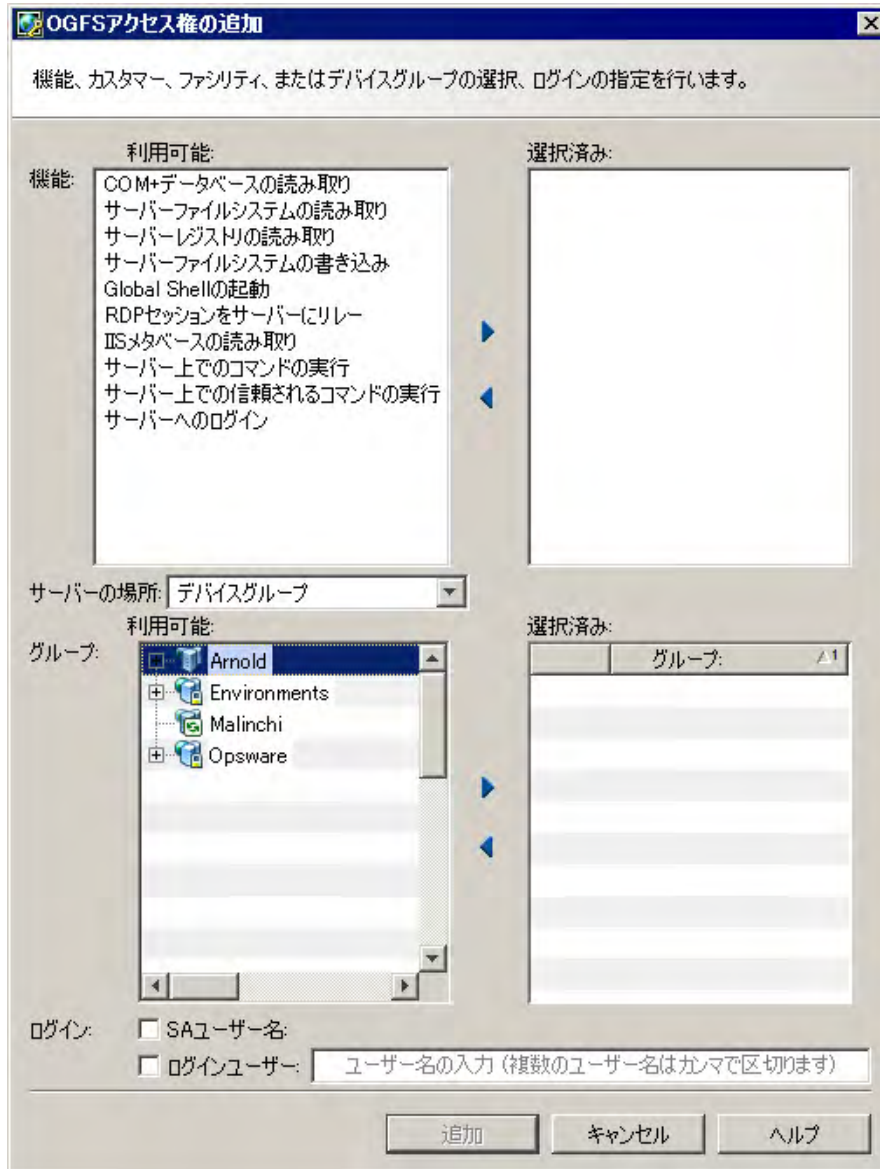 OGFSアクセス権の追加
機能、カスタマー、ファシリティ、またはデバイスグループの選択、ログインの指定を行います。
利用可能: 選択済み:
機能:
COM+データベースの読み取り
サーバーファイルシステムの読み取り
サーバーレジストリの読み取り
サーバーファイルシステムの書き込み
Global Shellの起動
RDPセッションをサーバーにリレー
IISメタベースの読み取り
サーバー上でのコマンドの実行
サーバー上での信頼されるコマンドの実行
サーバーへのログイン
サーバーの場所: デバイスグループ
利用可能: 選択済み:
グループ:
Arnold
Environments
Malinchi
Opsware
グループ: 1
ログイン: SAユーザー名:
ログインユーザー: ユーザー名の入力 (複数のユーザー名はカンマで区切ります)
追加 キャンセル ヘルプ